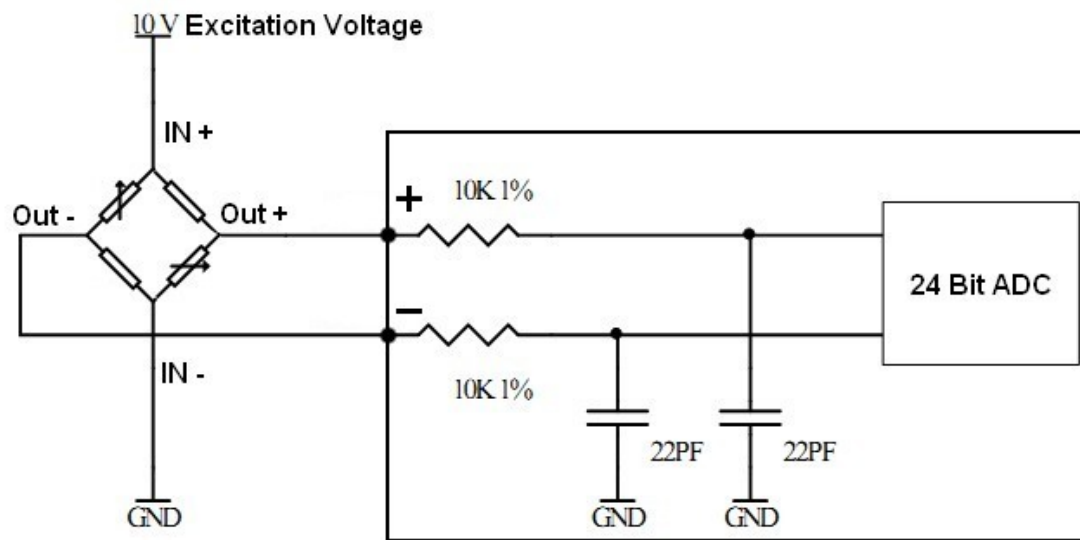 10 V Excitation Voltage
IN +
Out -
Out +
+
10K 1%
24 Bit ADC
−
IN -
10K 1%
22PF
22PF
GND
GND
GND